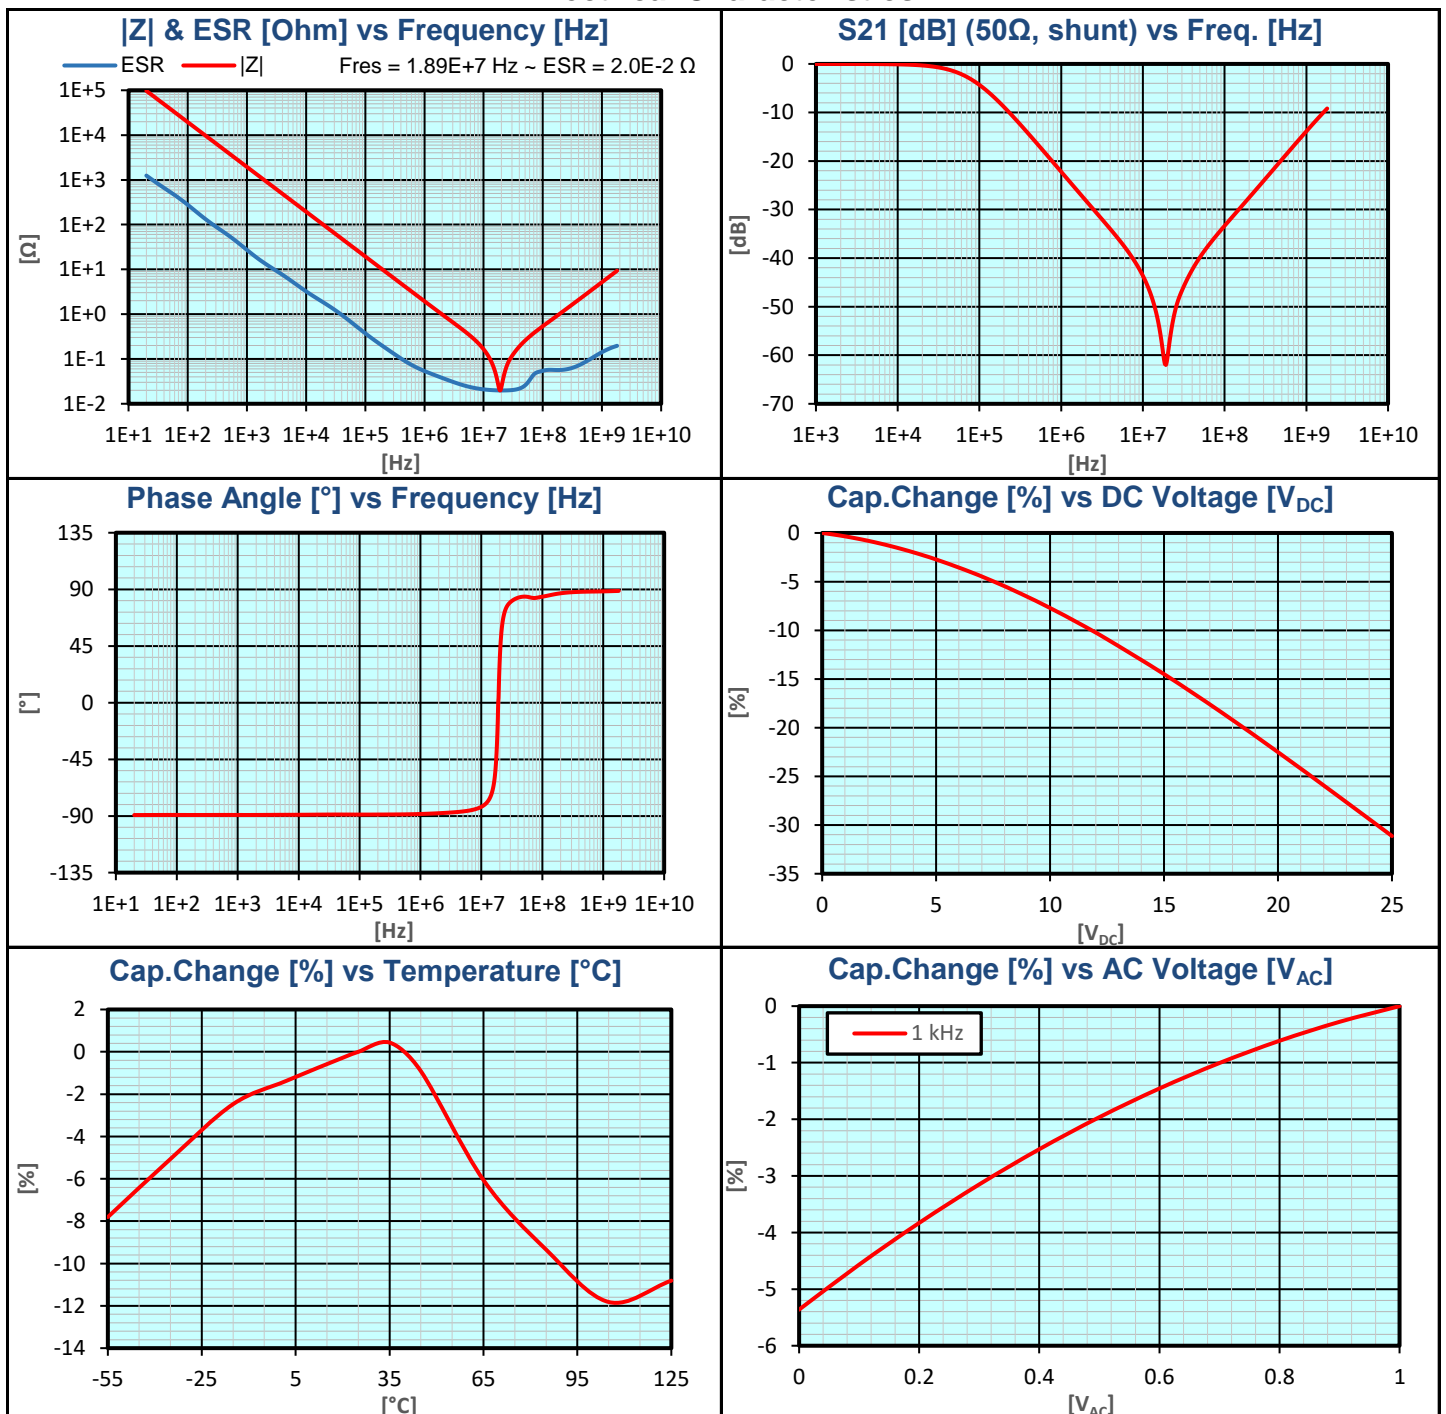 |Z| & ESR [Ohm] vs Frequency [Hz]
ESR |Z| Fres = 1.89E+7 Hz ~ ESR = 2.0E-2 Ω
1E+5
1E+4
1E+3
1E+2
1E+1
1E+0
1E-1
1E-2
[Ω]
1E+1 1E+2 1E+3 1E+4 1E+5 1E+6 1E+7 1E+8 1E+9 1E+10
[Hz]
S21 [dB] (50Ω, shunt) vs Freq. [Hz]
0
-10
-20
-30
-40
-50
-60
-70
[dB]
1E+3 1E+4 1E+5 1E+6 1E+7 1E+8 1E+9 1E+10
[Hz]
Phase Angle [°] vs Frequency [Hz]
135
90
45
0
-45
-90
-135
[°]
1E+1 1E+2 1E+3 1E+4 1E+5 1E+6 1E+7 1E+8 1E+9 1E+10
[Hz]
Cap.Change [%] vs DC Voltage [VDC]
0
-5
-10
-15
-20
-25
-30
-35
[%]
0 5 10 15 20 25
[VDC]
Cap.Change [%] vs Temperature [°C]
2
0
-2
-4
-6
-8
-10
-12
-14
[%]
-55 -25 5 35 65 95 125
[°C]
Cap.Change [%] vs AC Voltage [VAC]
1 kHz
0
-1
-2
-3
-4
-5
-6
[%]
0 0.2 0.4 0.6 0.8 1
[VAC]